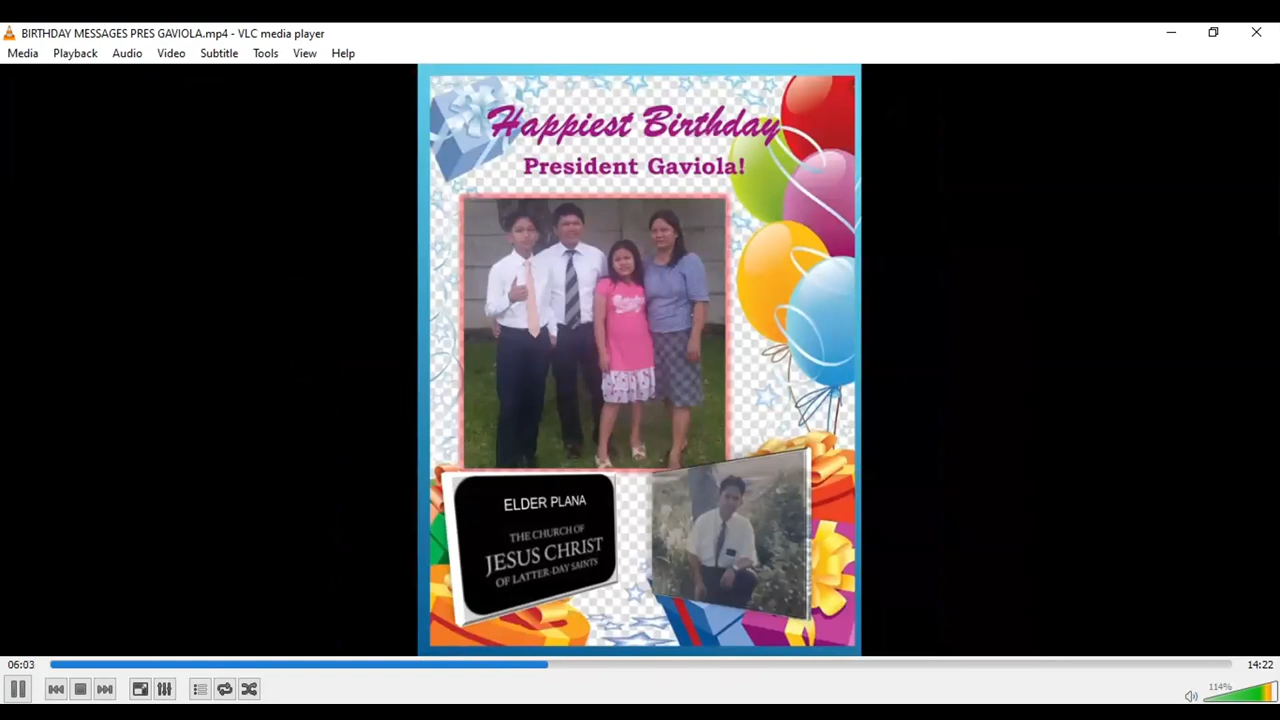 BIRTHDAY MESSAGES PRES GAVIOLA.mp4 - VLC media player
Media Playback Audio Video Subtitle Tools View Help
Happiest Birthday
President Gaviola!
ELDER PLANA
THE CHURCH OF
JESUS CHRIST
OF LATTER-DAY SAINTS
06:03
14:22
114%